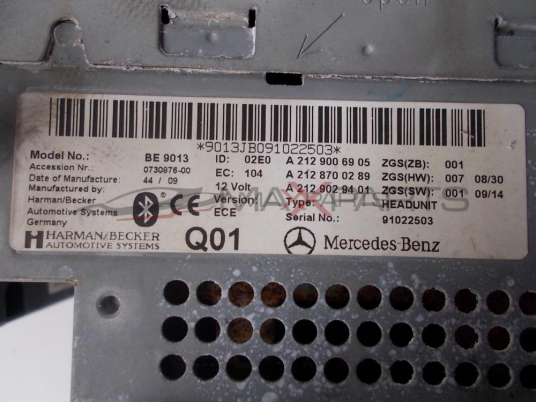 open
*9013JB091022503*
Model No.: BE 9013 ID: 02E0 A 212 900 69 05 ZGS(ZB): 001
Accession Nr.: 0730876-00 EC: 104 A 212 870 02 89 ZGS(HW): 007 08/30
Date of Manufacture: 44 / 09 12 Volt A 212 902 94 01 ZGS(SW): 001 09/14
Manufactured by: Version: Type: HEADUNIT
Harman/Becker Automotive Systems Germany CE ECE Serial No.: 91022503
HARMAN/BECKER AUTOMOTIVE SYSTEMS Q01 Mercedes-Benz